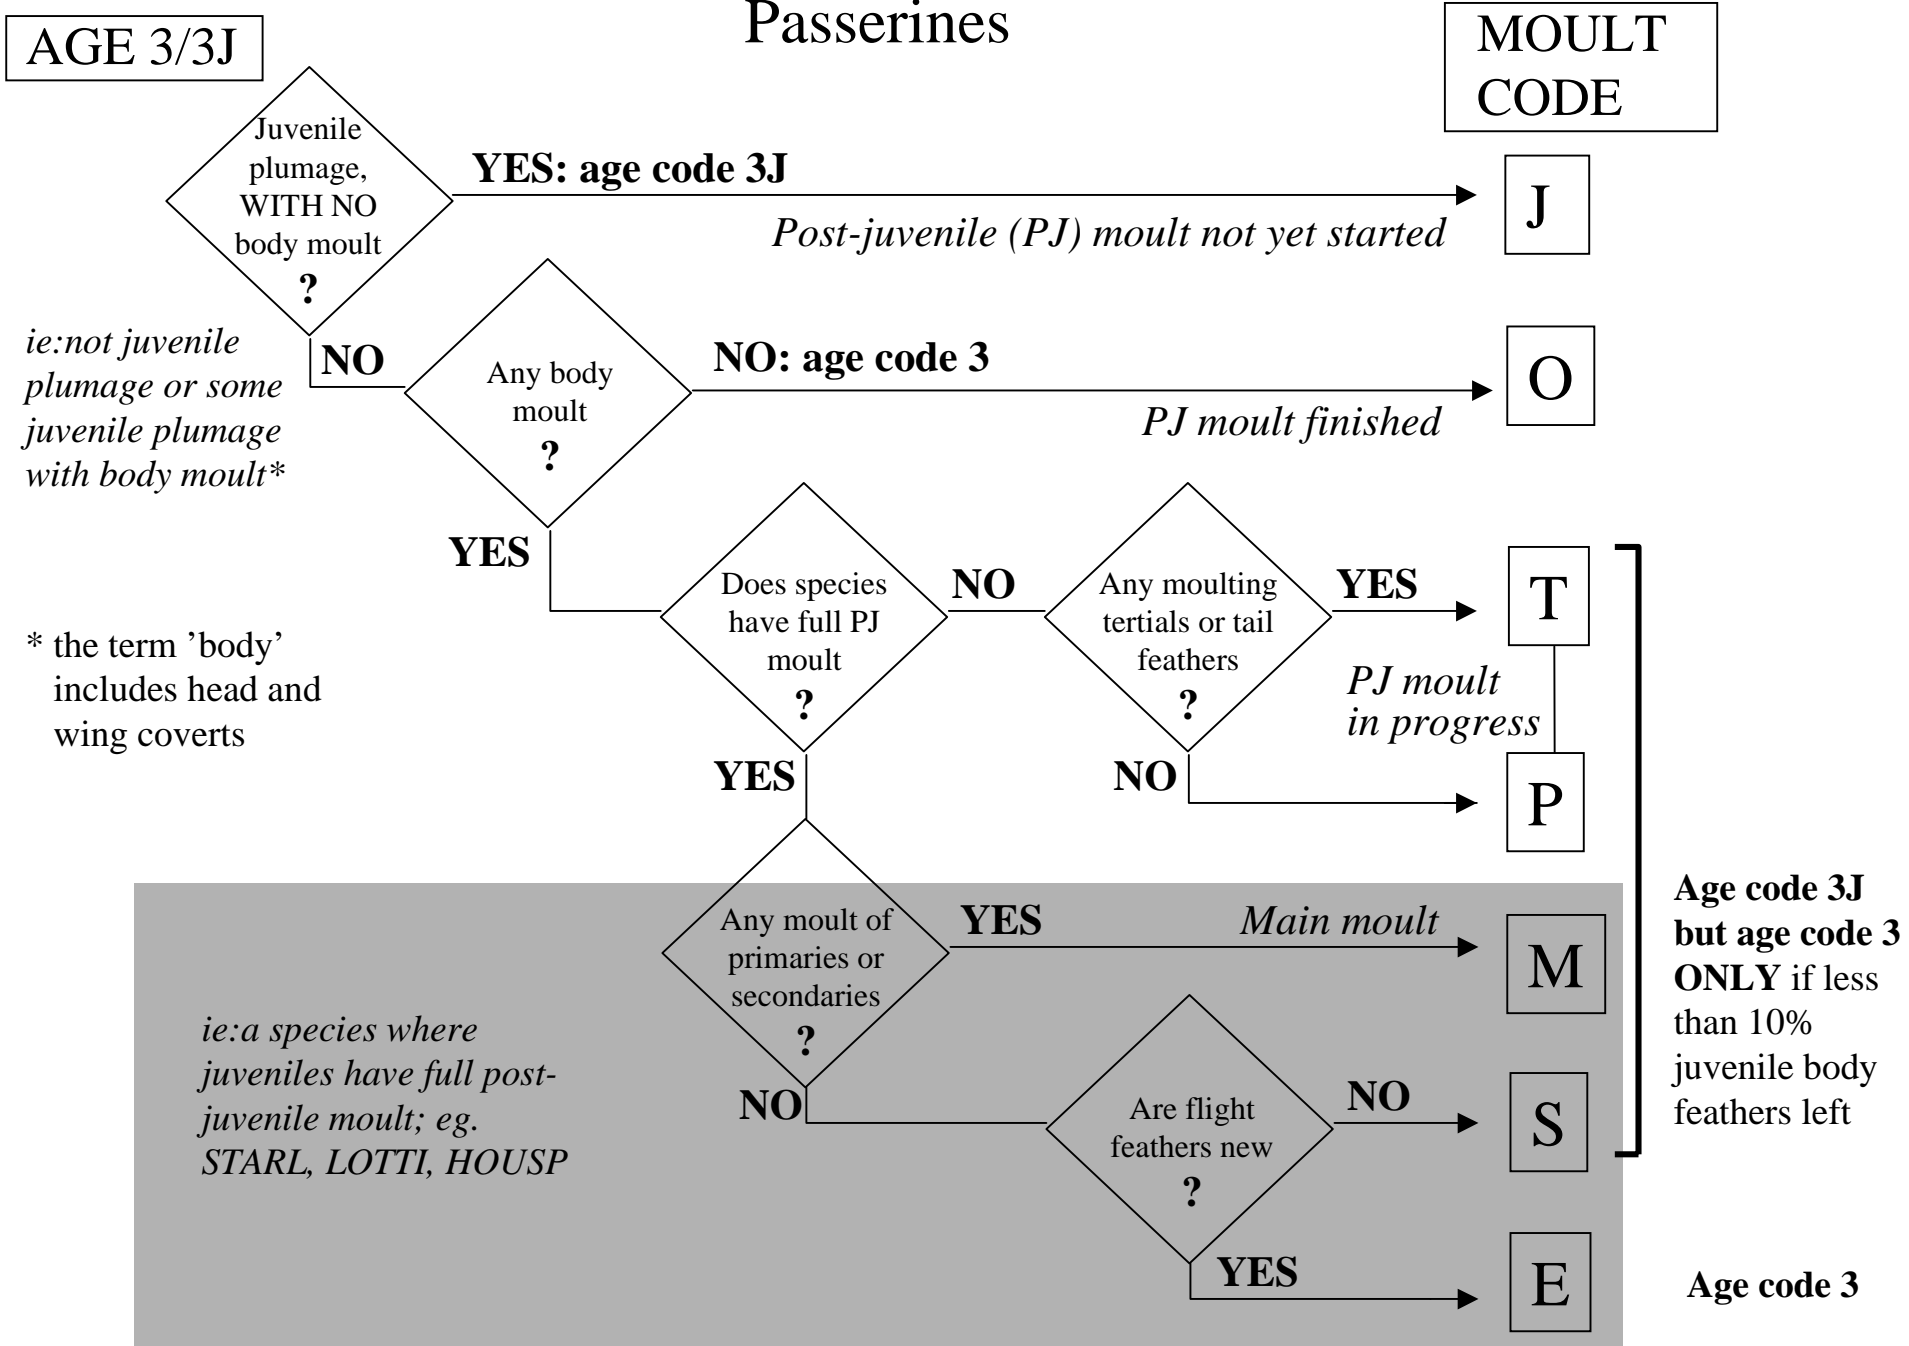 Passerines
AGE 3/3J
MOULT
CODE
Juvenile
plumage,
WITH NO
body moult
?
YES: age code 3J
Post-juvenile (PJ) moult not yet started
J
ie:not juvenile
plumage or some
juvenile plumage
with body moult*
NO
Any body
moult
?
NO: age code 3
PJ moult finished
O
YES
Does species
have full PJ
moult
?
NO
Any moulting
tertials or tail
feathers
?
YES
T
PJ moult
in progress
NO
P
* the term ’body’
includes head and
wing coverts
YES
Any moult of
primaries or
secondaries
?
YES
Main moult
M
Age code 3J
but age code 3
ONLY if less
than 10%
juvenile body
feathers left
ie:a species where
juveniles have full post-
juvenile moult; eg.
STARL, LOTTI, HOUSP
NO
Are flight
feathers new
?
NO
S
YES
E
Age code 3